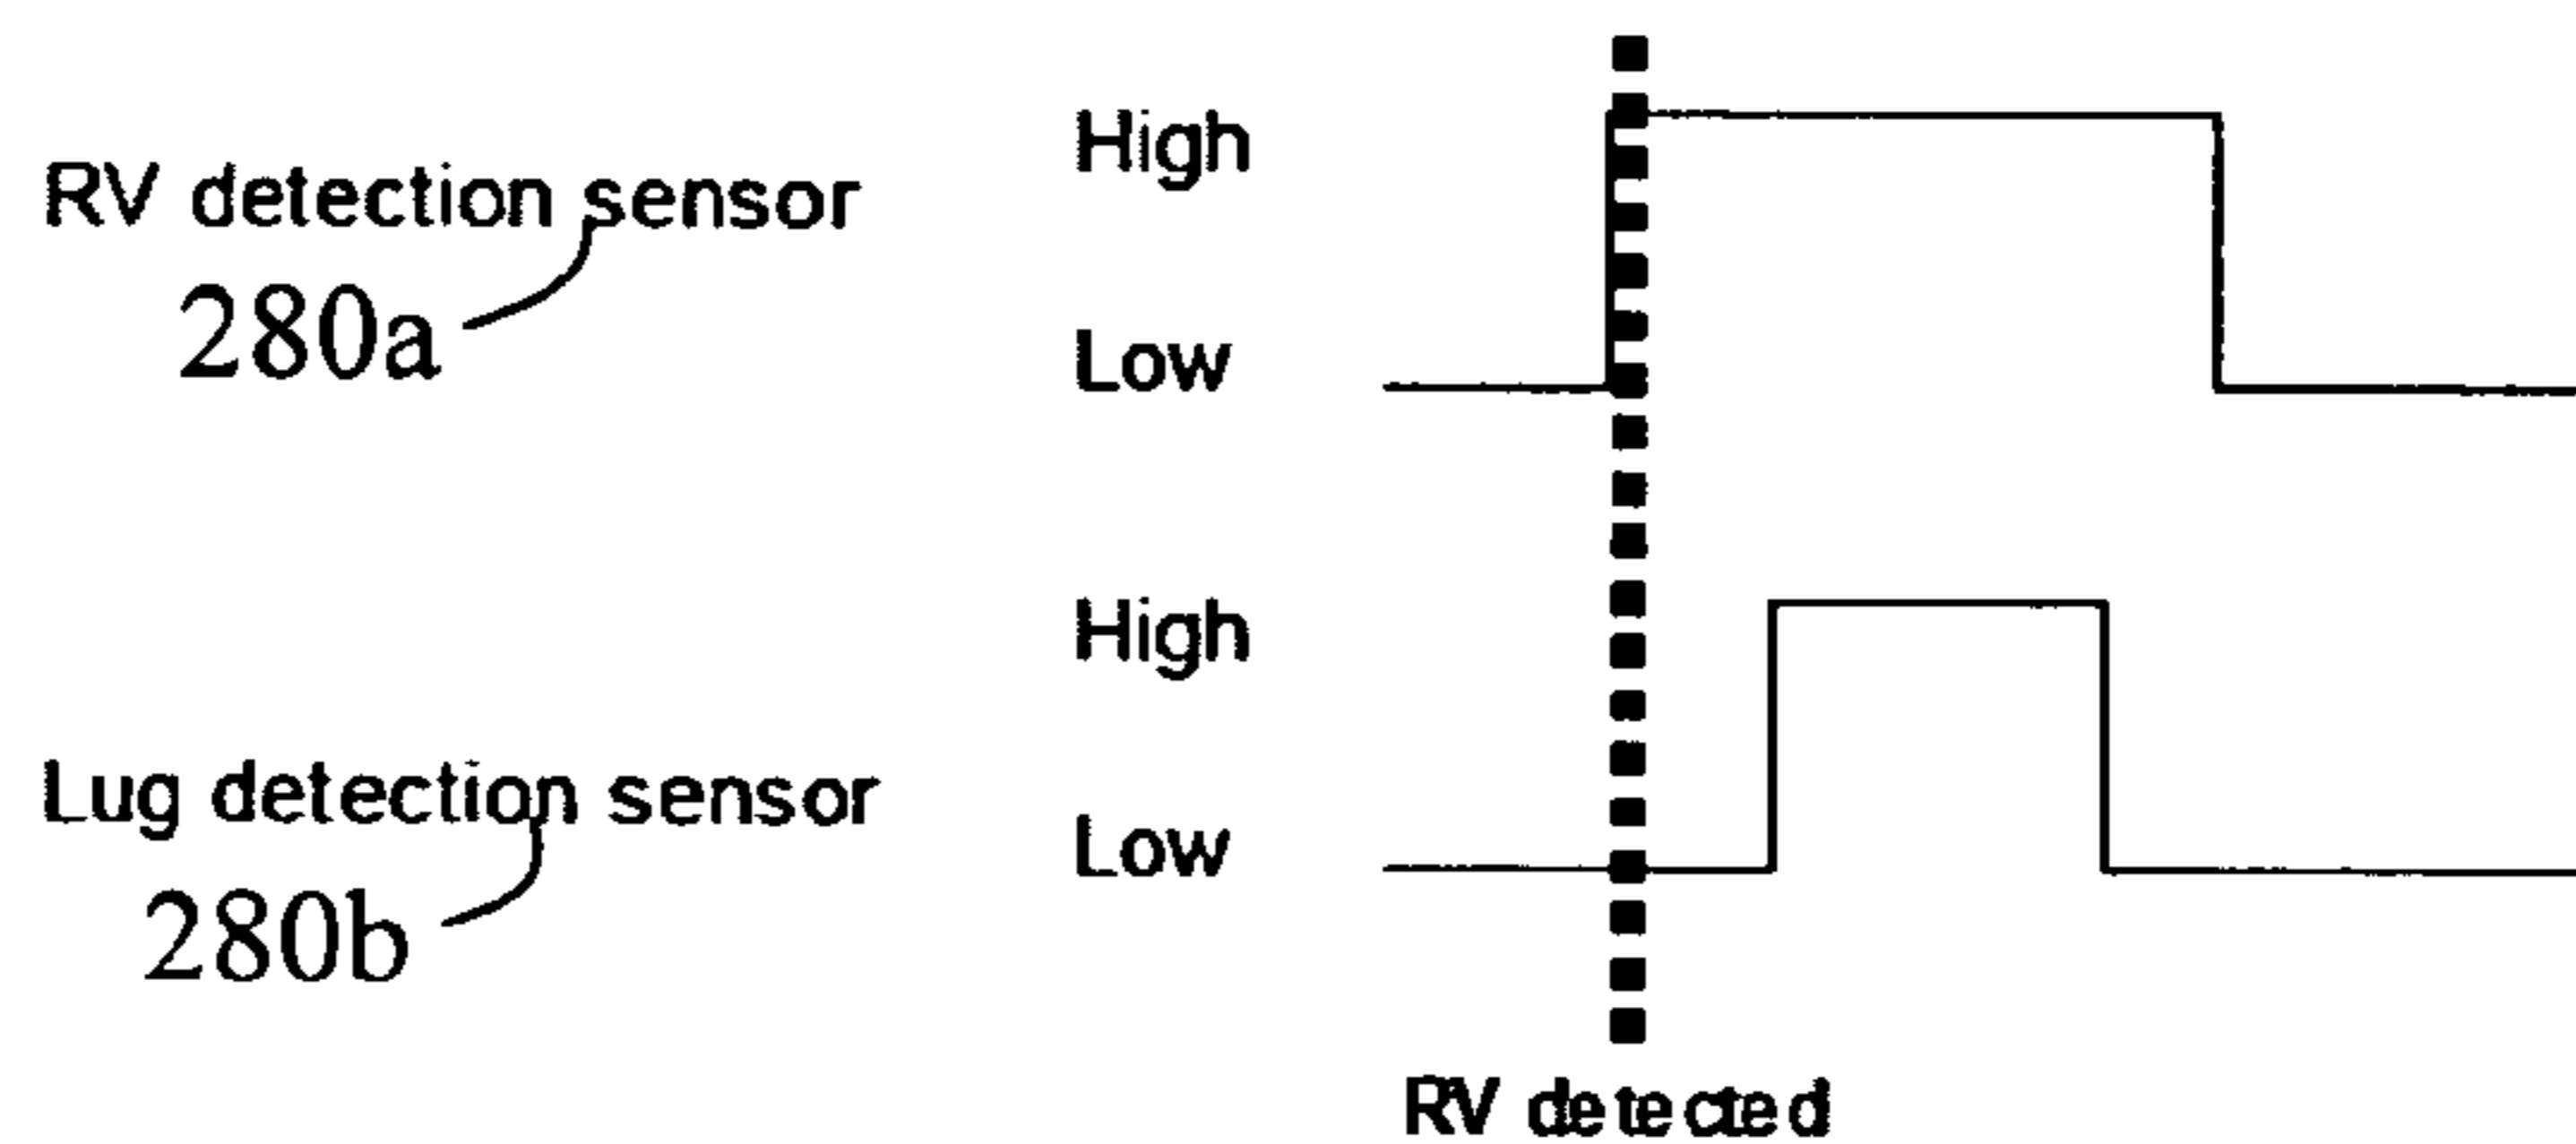 High
RV detection sensor
280a
Low
High
Lug detection sensor
Low
280b
RV detected